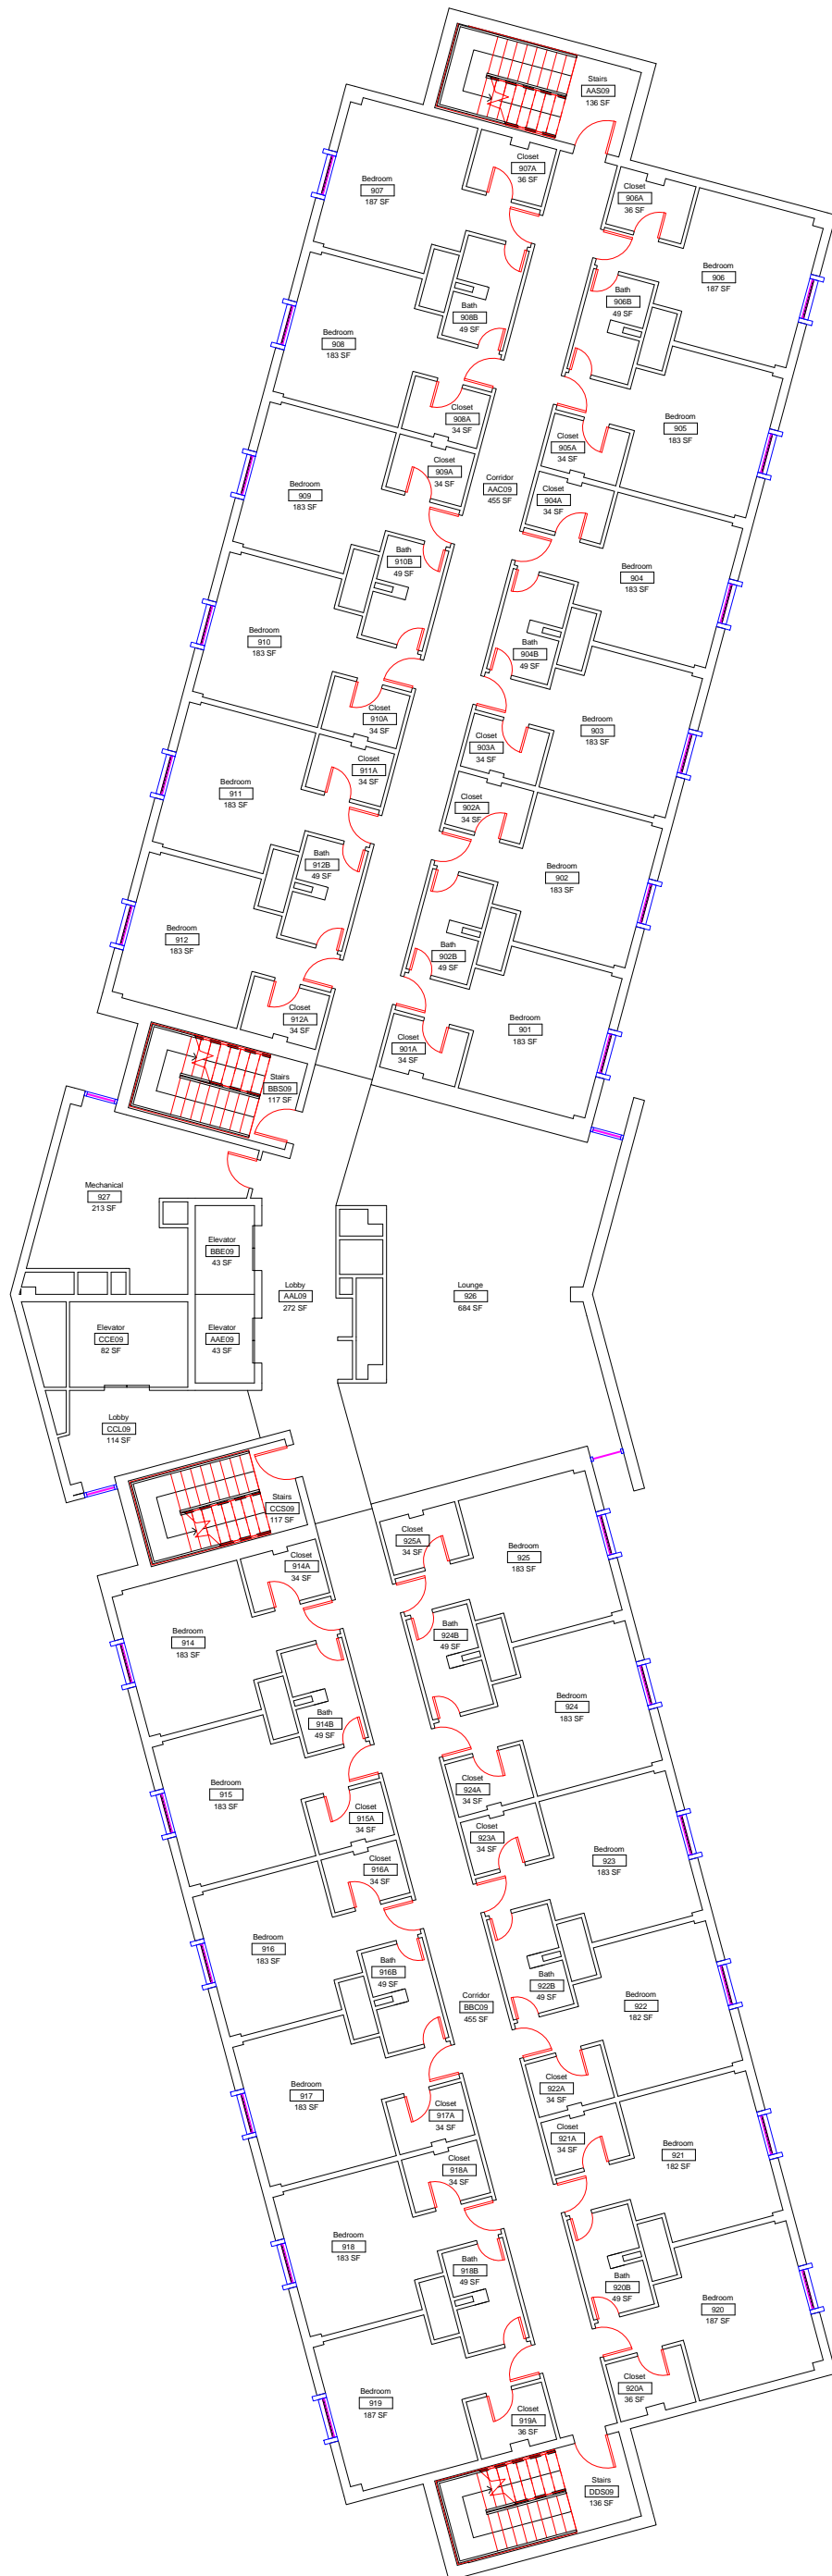 Stairs
AAS09
136 SF
Closet
907A
36 SF
Bedroom
907
187 SF
Closet
906A
36 SF
Bedroom
906
187 SF
Bath
906B
49 SF
Bath
908B
49 SF
Bedroom
908
183 SF
Bedroom
905
183 SF
Closet
908A
34 SF
Closet
905A
34 SF
Closet
909A
34 SF
Corridor
AAC09
455 SF
Closet
904A
34 SF
Bedroom
909
183 SF
Bath
910B
49 SF
Bedroom
904
183 SF
Bedroom
910
183 SF
Bath
904B
49 SF
Closet
910A
34 SF
Bedroom
903
183 SF
Closet
903A
34 SF
Closet
911A
34 SF
Bedroom
911
183 SF
Closet
902A
34 SF
Bath
912B
49 SF
Bedroom
902
183 SF
Bedroom
912
183 SF
Bath
902B
49 SF
Closet
912A
34 SF
Bedroom
901
183 SF
Closet
901A
34 SF
Stairs
BBS09
117 SF
Mechanical
927
213 SF
Elevator
BBE09
43 SF
Lobby
AAL09
272 SF
Lounge
926
684 SF
Elevator
CCE09
82 SF
Elevator
AAE09
43 SF
Lobby
CCL09
114 SF
Stairs
CCS09
117 SF
Closet
925A
34 SF
Bedroom
925
183 SF
Closet
914A
34 SF
Bedroom
914
183 SF
Bath
924B
49 SF
Bedroom
924
183 SF
Bath
914B
49 SF
Bedroom
915
183 SF
Closet
924A
34 SF
Closet
915A
34 SF
Closet
923A
34 SF
Bedroom
923
183 SF
Closet
916A
34 SF
Bedroom
916
183 SF
Bath
916B
49 SF
Bath
922B
49 SF
Corridor
BBC09
455 SF
Bedroom
922
182 SF
Bedroom
917
183 SF
Closet
922A
34 SF
Closet
917A
34 SF
Closet
921A
34 SF
Bedroom
921
182 SF
Closet
918A
34 SF
Bedroom
918
183 SF
Bath
918B
49 SF
Bath
920B
49 SF
Bedroom
920
187 SF
Bedroom
919
187 SF
Closet
920A
36 SF
Closet
919A
36 SF
Stairs
DDS09
136 SF